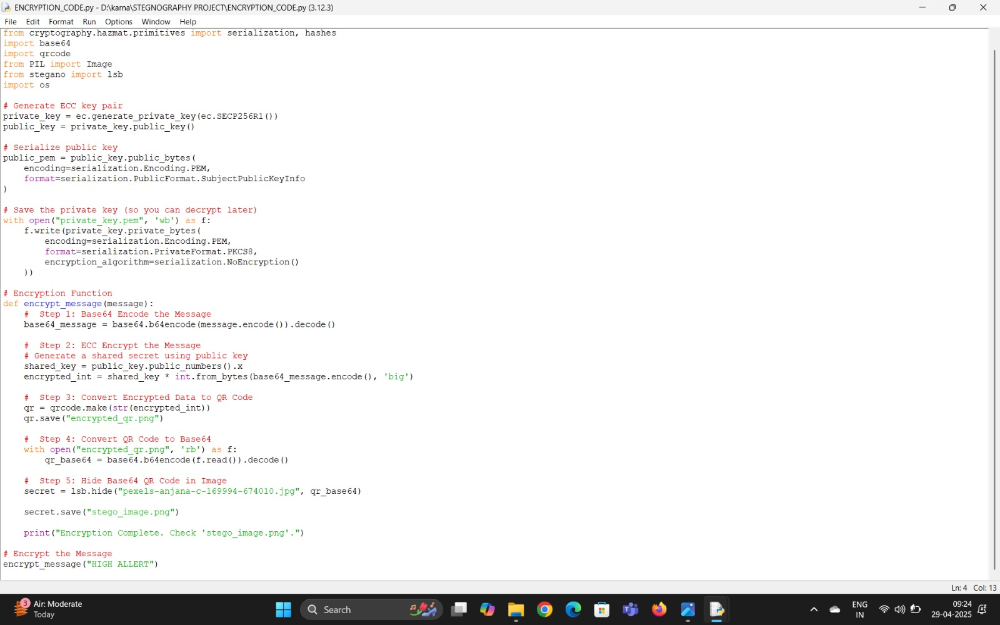 ENCRYPTION_CODE.py - D:\karna\STEGNOGRAPHY PROJECT\ENCRYPTION_CODE.py (3.12.3)
File Edit Format Run Options Window Help
from cryptography.hazmat.primitives import serialization, hashes
import base64
import qrcode
from PIL import Image
from stegano import lsb
import os

# Generate ECC key pair
private_key = ec.generate_private_key(ec.SECP256R1())
public_key = private_key.public_key()

# Serialize public key
public_pem = public_key.public_bytes(
    encoding=serialization.Encoding.PEM,
    format=serialization.PublicFormat.SubjectPublicKeyInfo
)

# Save the private key (so you can decrypt later)
with open("private_key.pem", 'wb') as f:
    f.write(private_key.private_bytes(
        encoding=serialization.Encoding.PEM,
        format=serialization.PrivateFormat.PKCS8,
        encryption_algorithm=serialization.NoEncryption()
    ))

# Encryption Function
def encrypt_message(message):
    #  Step 1: Base64 Encode the Message
    base64_message = base64.b64encode(message.encode()).decode()

    #  Step 2: ECC Encrypt the Message
    # Generate a shared secret using public key
    shared_key = public_key.public_numbers().x
    encrypted_int = shared_key * int.from_bytes(base64_message.encode(), 'big')

    #  Step 3: Convert Encrypted Data to QR Code
    qr = qrcode.make(str(encrypted_int))
    qr.save("encrypted_qr.png")

    #  Step 4: Convert QR Code to Base64
    with open("encrypted_qr.png", 'rb') as f:
        qr_base64 = base64.b64encode(f.read()).decode()

    #  Step 5: Hide Base64 QR Code in Image
    secret = lsb.hide("pexels-anjana-c-169994-674010.jpg", qr_base64)

    secret.save("stego_image.png")

    print("Encryption Complete. Check 'stego_image.png'.")

# Encrypt the Message
encrypt_message("HIGH ALLERT")
Ln: 4 Col: 13
3
Air: Moderate
Today
Search
ENG
IN
09:24
29-04-2025